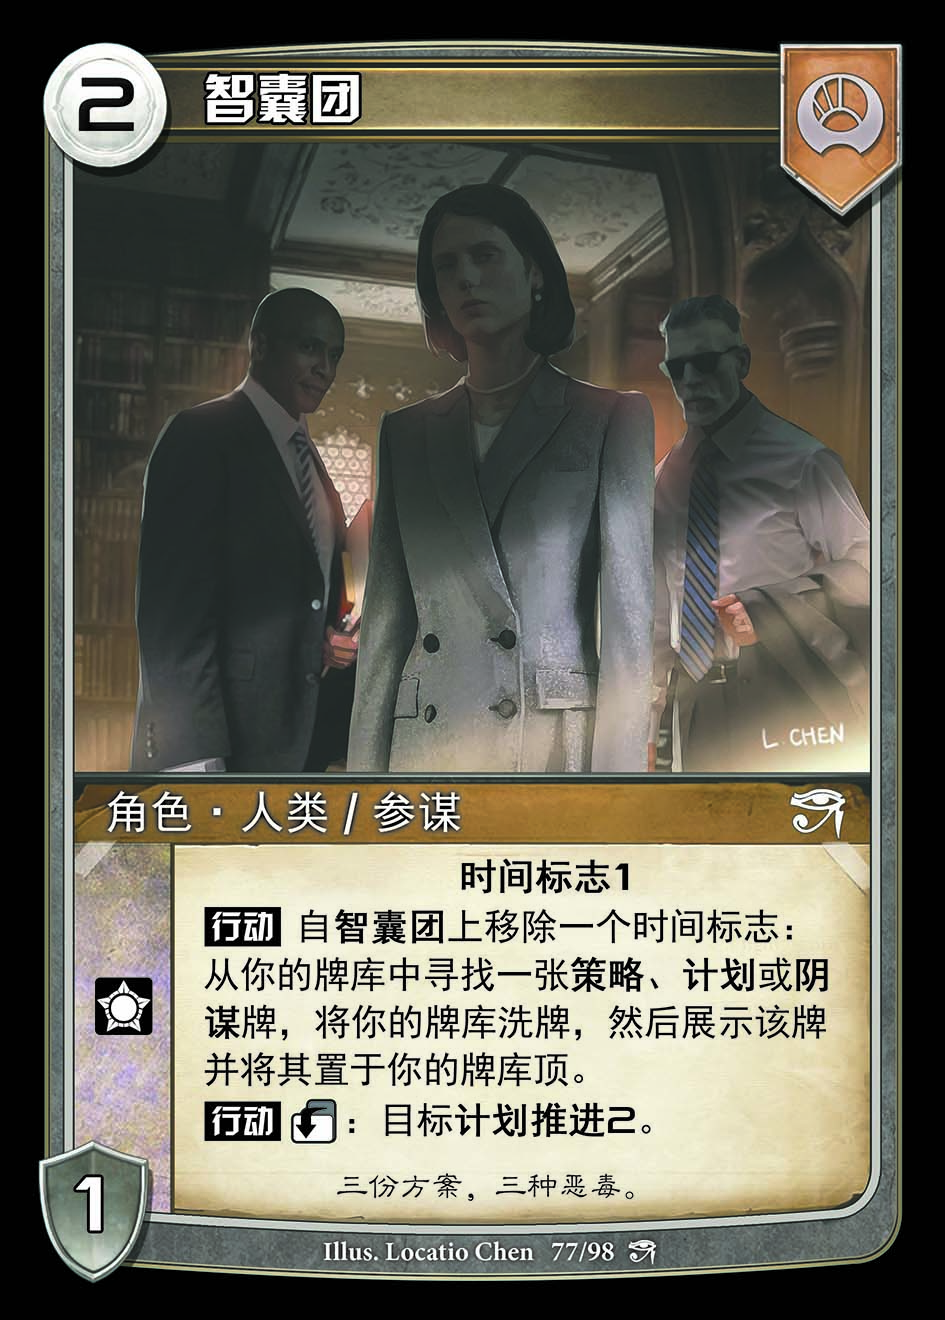 2
智囊团
L. CHEN
角色·人类 / 参谋
时间标志1
行动 自智囊团上移除一个时间标志：
从你的牌库中寻找一张策略、计划或阴
谋牌，将你的牌库洗牌，然后展示该牌
并将其置于你的牌库顶。
行动 ：目标计划推进2。
三份方案，三种恶毒。
1
Illus. Locatio Chen 77/98